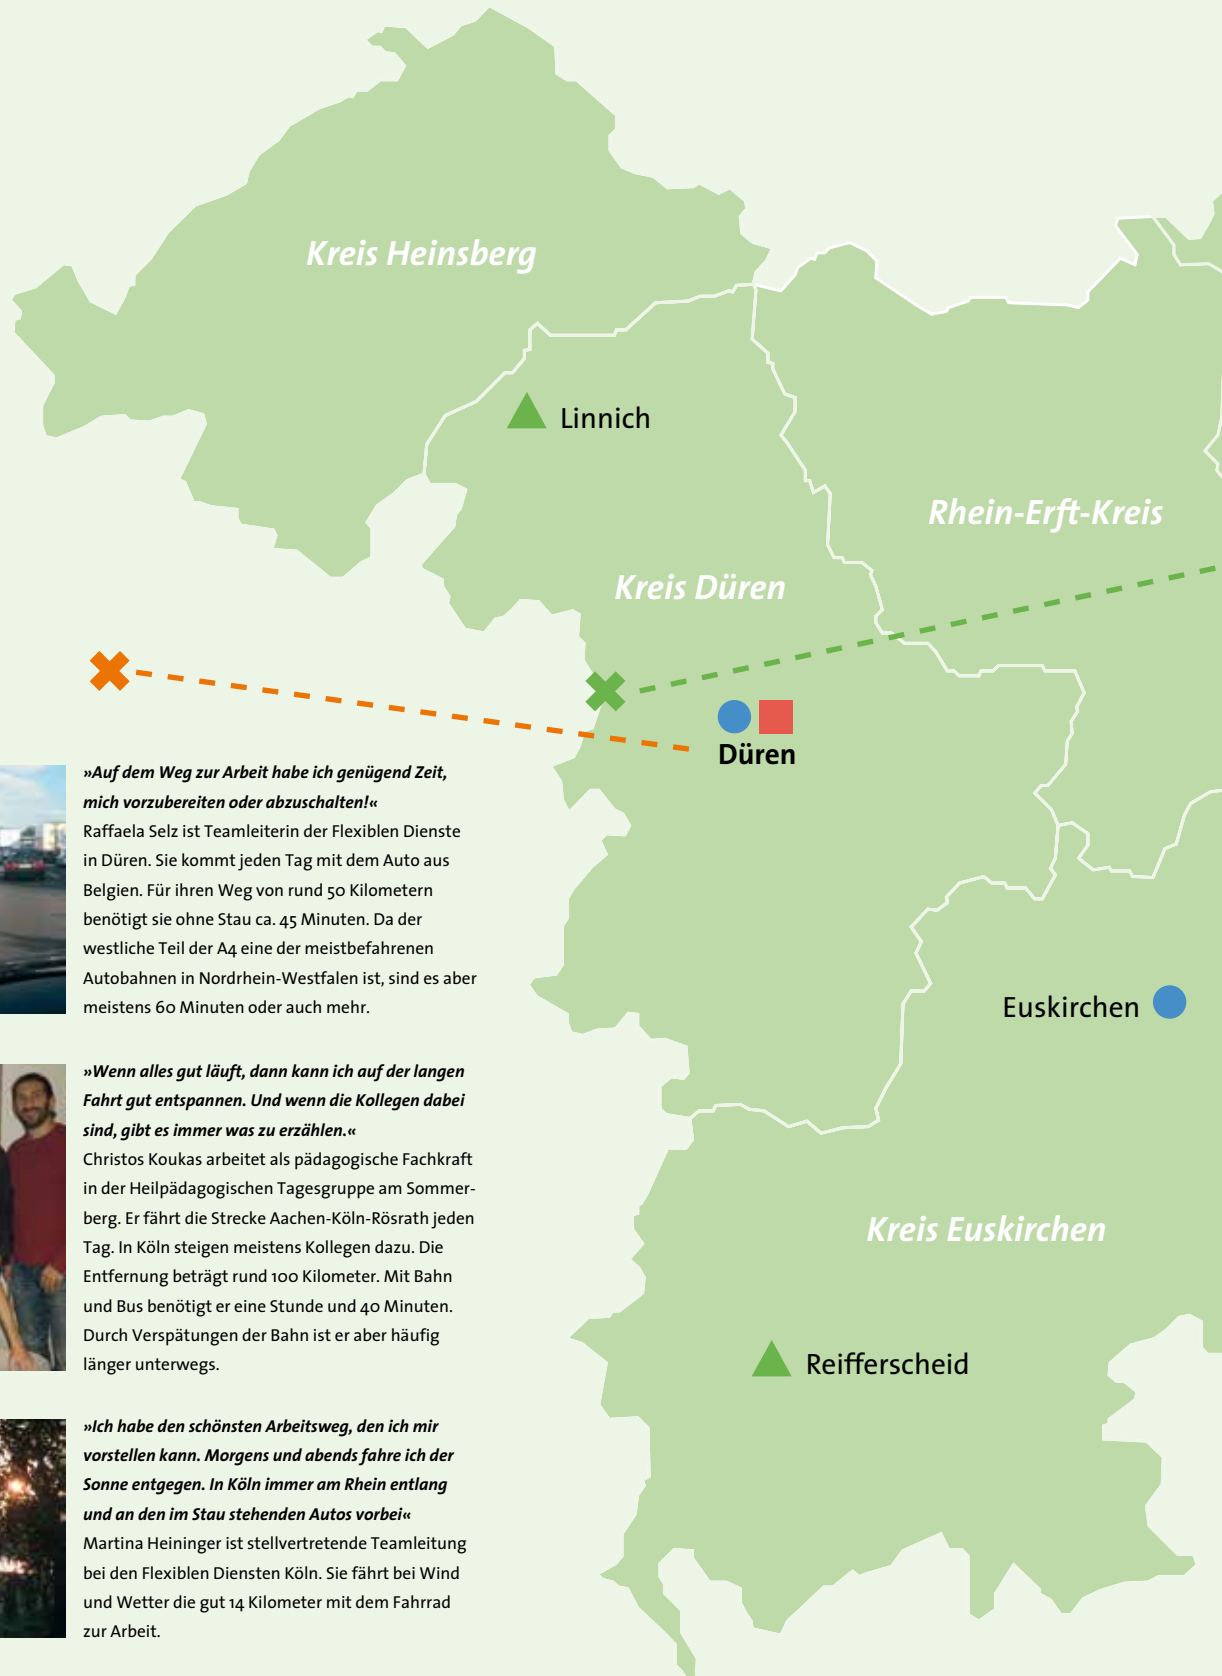 Kreis Heinsberg
Linnich
Rhein-Erft-Kreis
Kreis Düren
Düren
»Auf dem Weg zur Arbeit habe ich genügend Zeit,
mich vorzubereiten oder abzuschalten!«
Raffaela Selz ist Teamleiterin der Flexiblen Dienste
in Düren. Sie kommt jeden Tag mit dem Auto aus
Belgien. Für ihren Weg von rund 50 Kilometern
benötigt sie ohne Stau ca. 45 Minuten. Da der
westliche Teil der A4 eine der meistbefahrenen
Autobahnen in Nordrhein-Westfalen ist, sind es aber
meistens 60 Minuten oder auch mehr.
Euskirchen
»Wenn alles gut läuft, dann kann ich auf der langen
Fahrt gut entspannen. Und wenn die Kollegen dabei
sind, gibt es immer was zu erzählen.«
Christos Koukas arbeitet als pädagogische Fachkraft
in der Heilpädagogischen Tagesgruppe am Sommer-
berg. Er fährt die Strecke Aachen-Köln-Rösrath jeden
Tag. In Köln steigen meistens Kollegen dazu. Die
Entfernung beträgt rund 100 Kilometer. Mit Bahn
und Bus benötigt er eine Stunde und 40 Minuten.
Durch Verspätungen der Bahn ist er aber häufig
länger unterwegs.
Kreis Euskirchen
Reifferscheid
»Ich habe den schönsten Arbeitsweg, den ich mir
vorstellen kann. Morgens und abends fahre ich der
Sonne entgegen. In Köln immer am Rhein entlang
und an den im Stau stehenden Autos vorbei«
Martina Heininger ist stellvertretende Teamleitung
bei den Flexiblen Diensten Köln. Sie fährt bei Wind
und Wetter die gut 14 Kilometer mit dem Fahrrad
zur Arbeit.